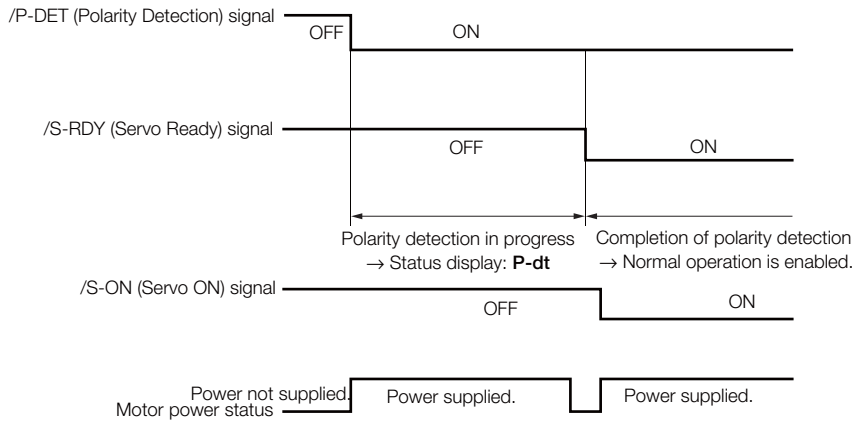 /P-DET (Polarity Detection) signal
OFF
ON
/S-RDY (Servo Ready) signal
OFF
ON
Polarity detection in progress
→ Status display: P-dt
Completion of polarity detection
→ Normal operation is enabled.
/S-ON (Servo ON) signal
OFF
ON
Power not supplied.
Motor power status
Power supplied.
Power supplied.